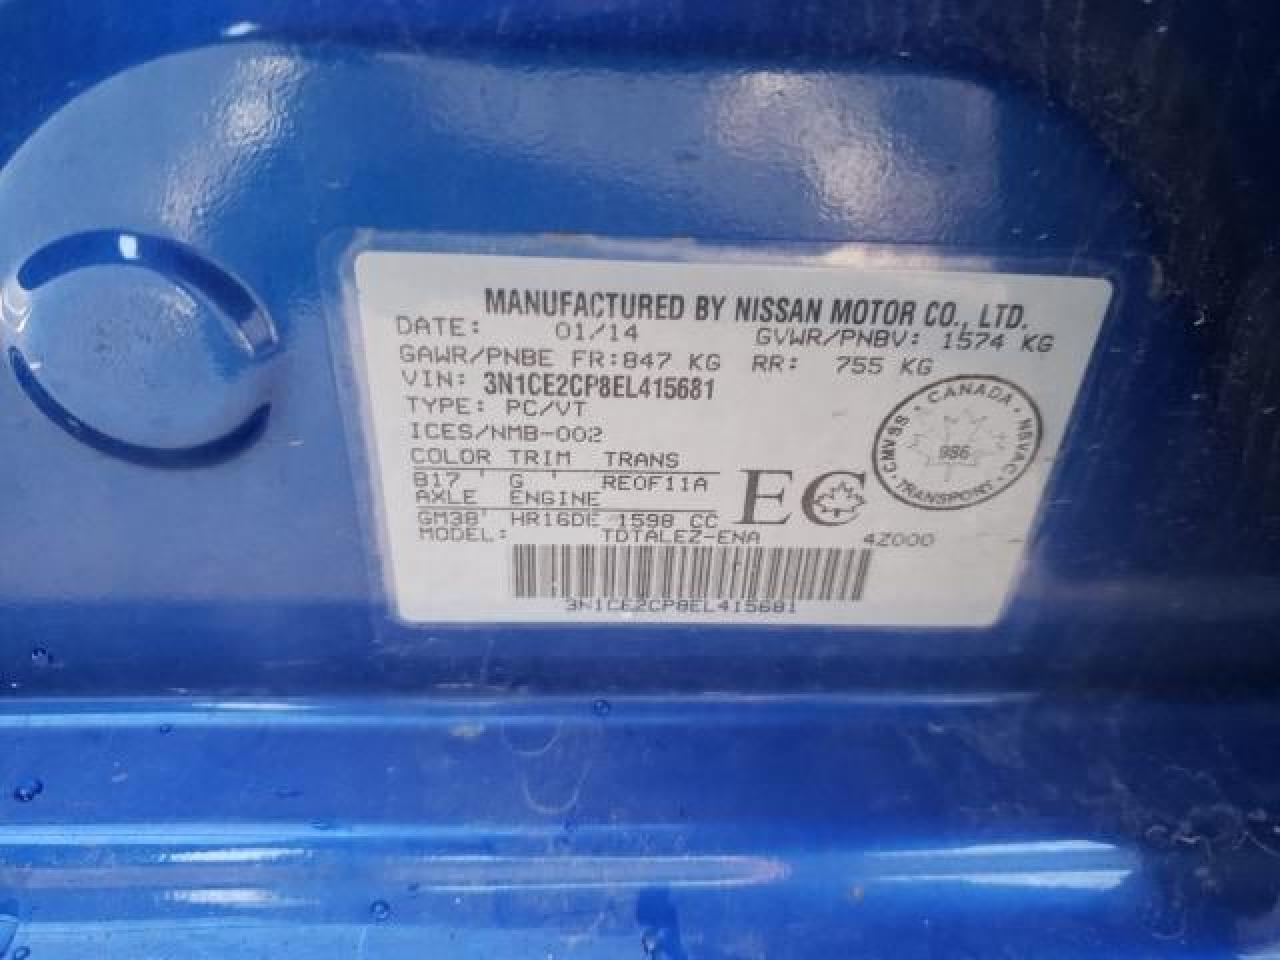 MANUFACTURED BY NISSAN MOTOR CO., LTD.
DATE: 01/14 GVWR/PNBV: 1574 KG
GAWR/PNBE FR:847 KG RR: 755 KG
VIN: 3N1CE2CP8EL415681
TYPE: PC/VT
ICES/NMB-002
COLOR TRIM TRANS
B17 ' G ' RE0F11A
AXLE ENGINE
GM38' HR16DE 1598 CC
MODEL: TDTALEZ-ENA 4Z000
EC
CMVSS • CANADA • NSVAC • TRANSPORT •
986
3N1CE2CP8EL415681